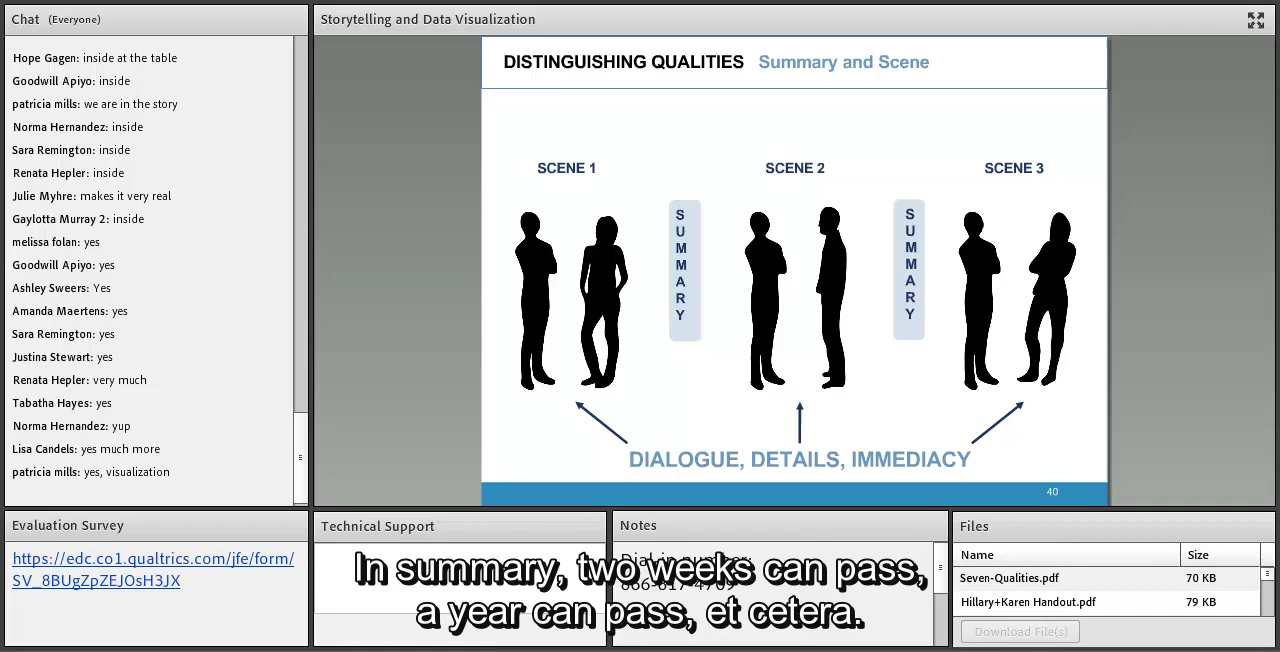 Chat (Everyone)
Hope Gagen: inside at the table
Goodwill Apiyo: inside
patricia mills: we are in the story
Norma Hernandez: inside
Sara Remington: inside
Renata Hepler: inside
Julie Myhre: makes it very real
Gaylotta Murray 2: inside
melissa folan: yes
Goodwill Apiyo: yes
Ashley Sweers: Yes
Amanda Maertens: yes
Sara Remington: yes
Justina Stewart: yes
Renata Hepler: very much
Tabatha Hayes: yes
Norma Hernandez: yup
Lisa Candels: yes much more
patricia mills: yes, visualization
Storytelling and Data Visualization
DISTINGUISHING QUALITIES Summary and Scene
SCENE 1
SUMMARY
SCENE 2
SUMMARY
SCENE 3
DIALOGUE, DETAILS, IMMEDIACY
40
Evaluation Survey
https://edc.co1.qualtrics.com/jfe/form/
SV_8BUgZpZEJOsH3JX
Technical Support
Notes
Dial-in number:
Files
Name Size
Seven-Qualities.pdf 70 KB
Hillary+Karen Handout.pdf 79 KB
Download File(s)
In summary, two weeks can pass,
a year can pass, et cetera.